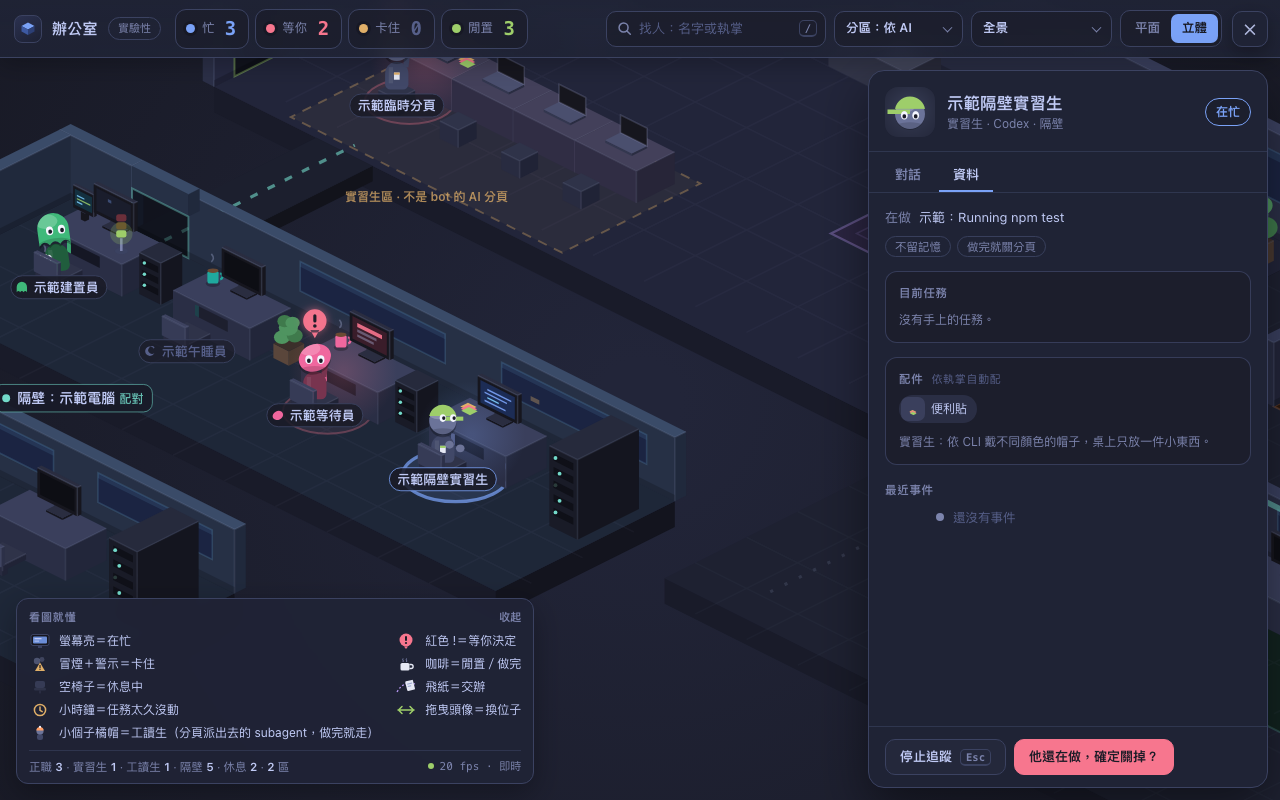 辦公室 實驗性 忙 3 等你 2 卡住 0 閒置 3 找人：名字或執掌 / 分區：依 AI 全景 平面 立體
示範臨時分頁
實習生區 · 不是 bot 的 AI 分頁
示範建置員
示範午睡員
隔壁：示範電腦 配對
示範等待員
示範隔壁實習生
看圖就懂 收起
螢幕亮＝在忙 紅色 !＝等你決定
冒煙＋警示＝卡住 咖啡＝閒置 / 做完
空椅子＝休息中 飛紙＝交辦
小時鐘＝任務太久沒動 拖曳頭像＝換位子
小個子橘帽＝工讀生（分頁派出去的 subagent，做完就走）
正職 3 · 實習生 1 · 工讀生 1 · 隔壁 5 · 休息 2 · 2 區 20 fps · 即時
示範隔壁實習生
實習生 · Codex · 隔壁
在忙
對話 資料
在做 示範：Running npm test
不留記憶 做完就關分頁
目前任務
沒有手上的任務。
配件 依執掌自動配
便利貼
實習生：依 CLI 戴不同顏色的帽子，桌上只放一件小東西。
最近事件
還沒有事件
停止追蹤 Esc 他還在做，確定關掉？